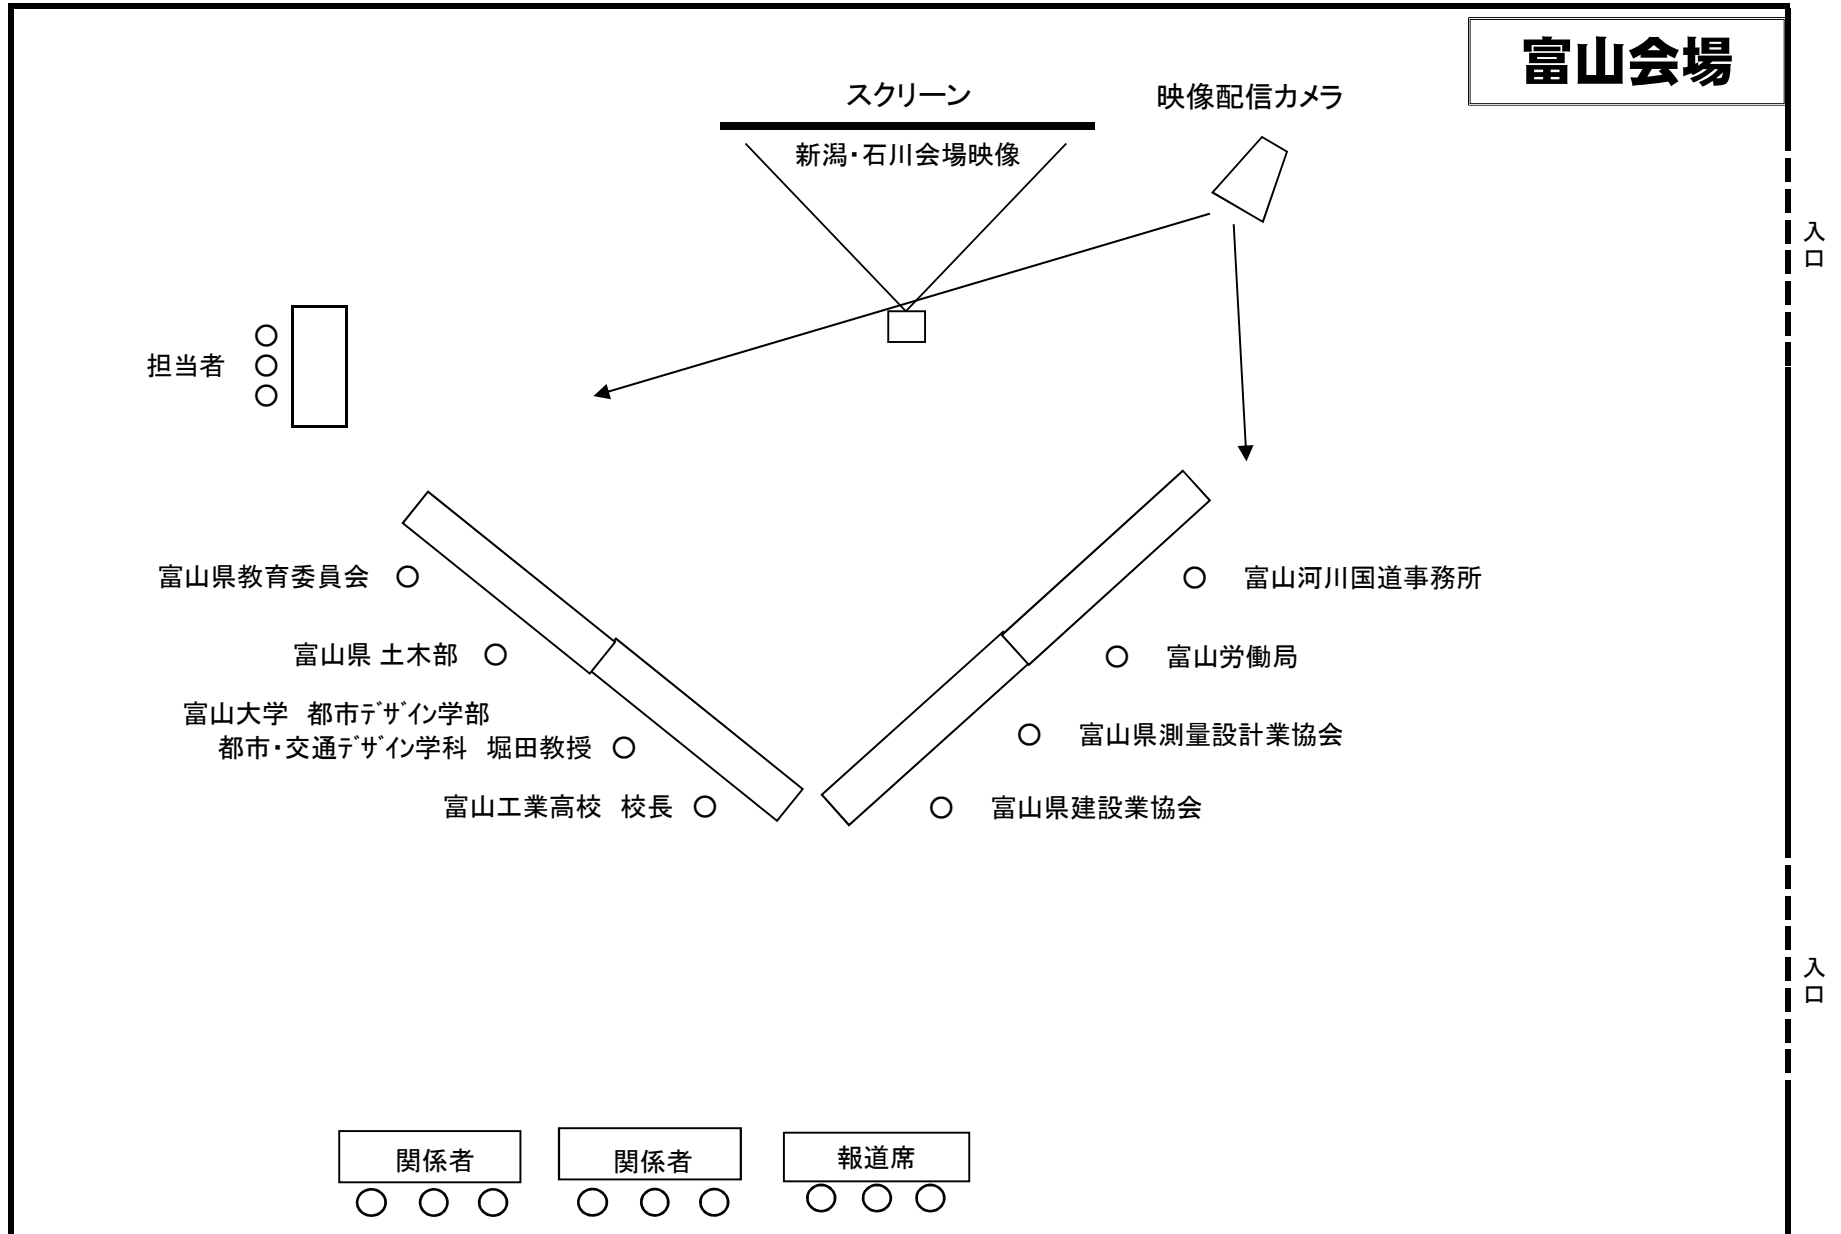 富山会場
スクリーン
映像配信カメラ
新潟・石川会場映像
入口
担当者
富山県教育委員会
富山河川国道事務所
富山県 土木部
富山労働局
富山大学　都市ﾃﾞｻﾞｲﾝ学部
都市・交通ﾃﾞｻﾞｲﾝ学科　堀田教授
富山県測量設計業協会
富山工業高校　校長
富山県建設業協会
入口
関係者
関係者
報道席